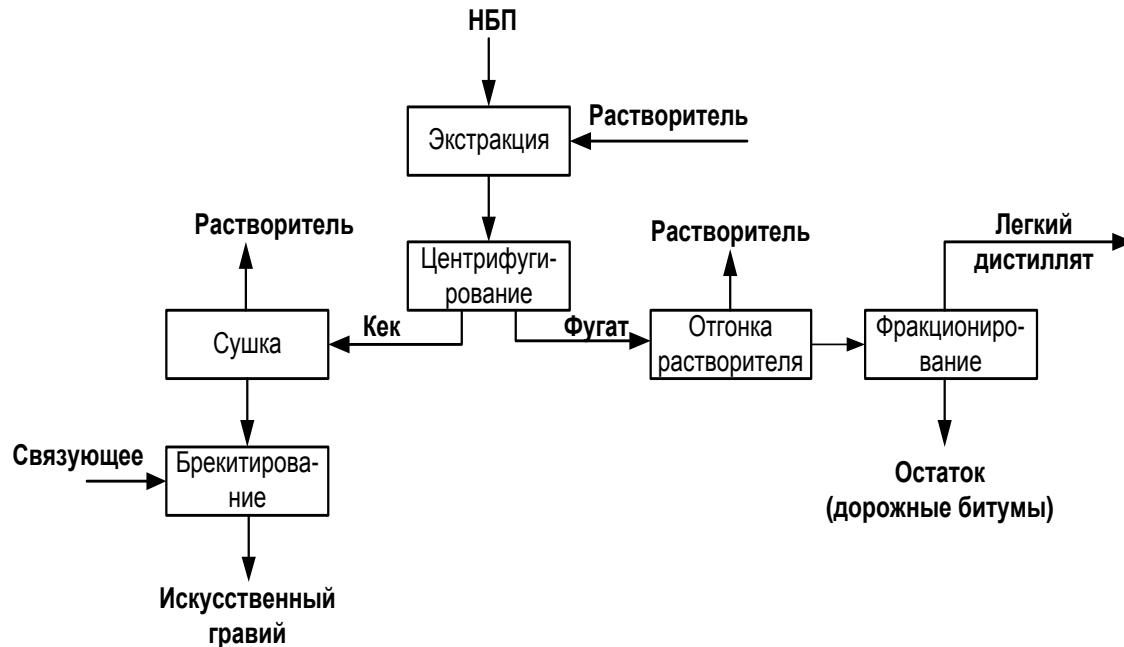 НБП
Растворитель
Экстракция
Растворитель
Центрифуги-
рование
Растворитель
Легкий
дистиллят
Кек
Фугат
Сушка
Отгонка
растворителя
Фракциониро-
вание
Связующее
Брекитирова-
ние
Остаток
(дорожные битумы)
Искусственный
гравий